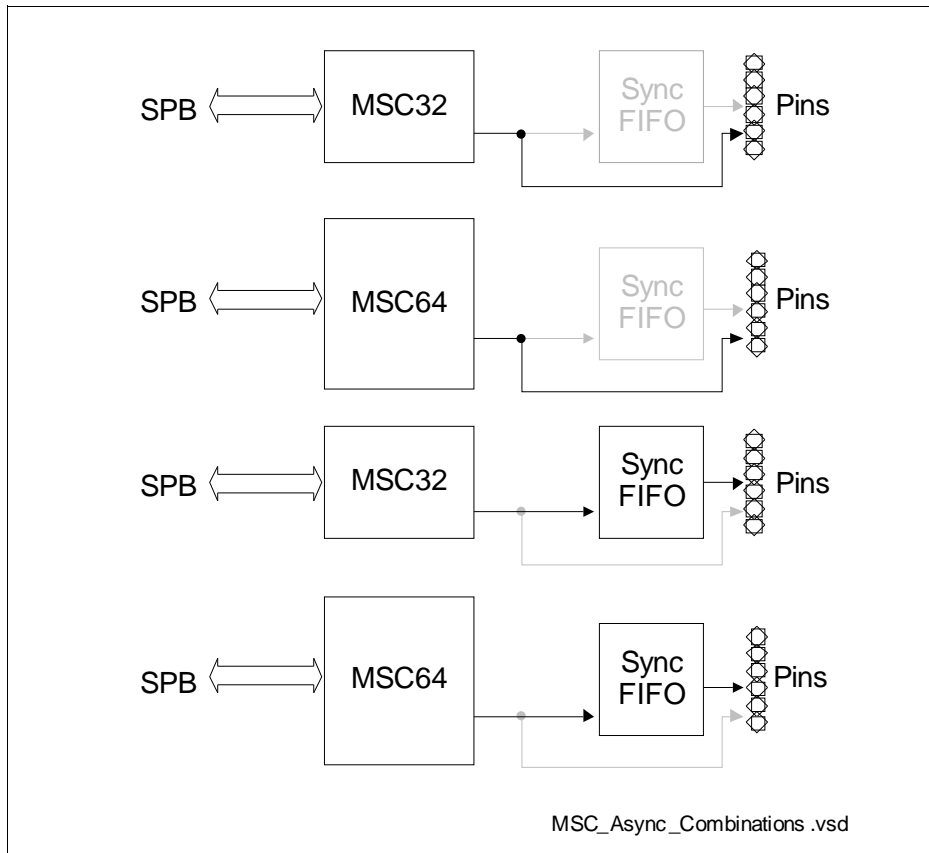 SPB MSC32 Sync FIFO Pins
SPB MSC64 Sync FIFO Pins
SPB MSC32 Sync FIFO Pins
SPB MSC64 Sync FIFO Pins
MSC_Async_Combinations .vsd